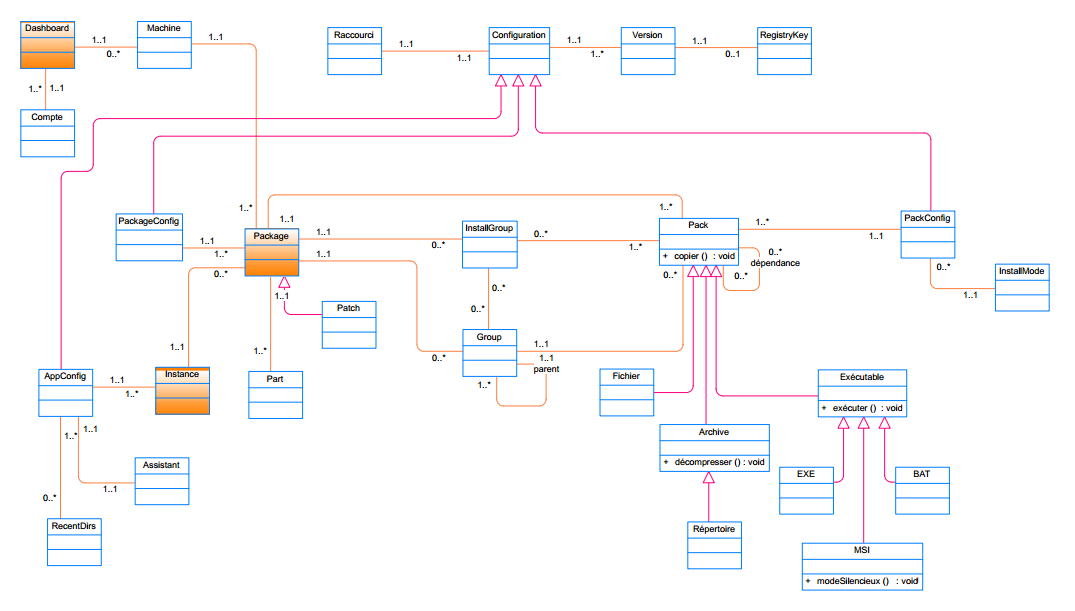 Dashboard
Machine
Raccourci
Configuration
Version
RegistryKey
1..1
0..*
1..1
1..1
1..1
1..1
1..*
1..1
0..1
1..*
1..1
Compte
PackageConfig
1..*
1..1
Package
1..1
1..*
0..*
1..1
1..1
0..*
InstallGroup
0..*
1..*
1..*
Pack
+ copier () : void
1..*
1..1
PackConfig
0..*
dépendance
0..*
0..*
0..*
1..1
InstallMode
1..1
Patch
0..*
0..*
Group
0..*
1..1
1..1
parent
1..*
1..1
1..*
AppConfig
1..1
1..*
Instance
Part
Fichier
Exécutable
+ exécuter () : void
1..*
1..1
Archive
+ décompresser () : void
Assistant
1..1
0..*
RecentDirs
EXE
BAT
Répertoire
MSI
+ modeSilencieux () : void